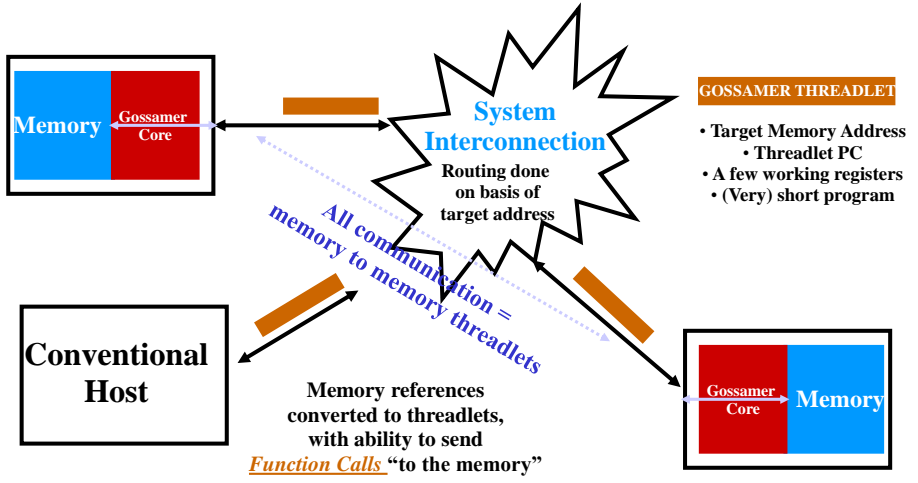 Memory
Gossamer
Core
System
Interconnection
Routing done
on basis of
target address
GOSSAMER THREADLET
• Target Memory Address
• Threadlet PC
• A few working registers
• (Very) short program
All communication =
memory to memory threadlets
Conventional
Host
Memory references
converted to threadlets,
with ability to send
Function Calls “to the memory”
Gossamer
Core
Memory